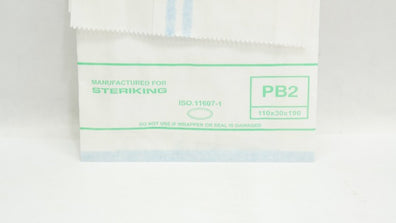 MANUFACTURED FOR
STERIKING
ISO 11607-1
PB2
110x30x190
DO NOT USE IF WRAPPER OR SEAL IS DAMAGED